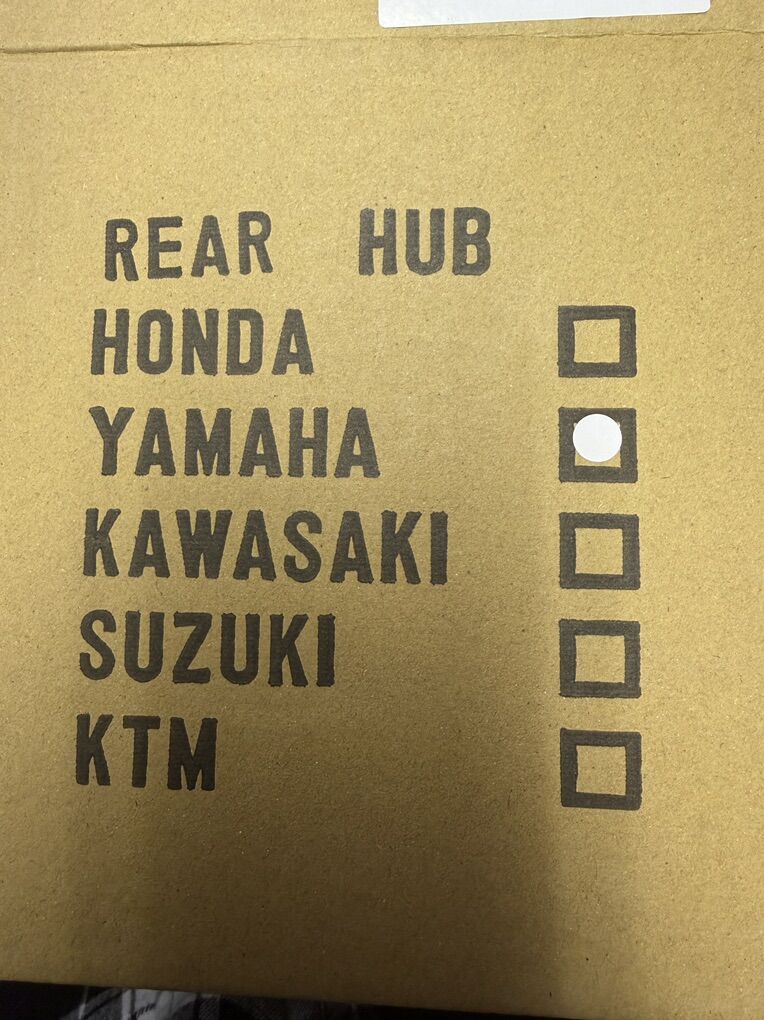 REAR HUB
HONDA
YAMAHA
KAWASAKI
SUZUKI
KTM